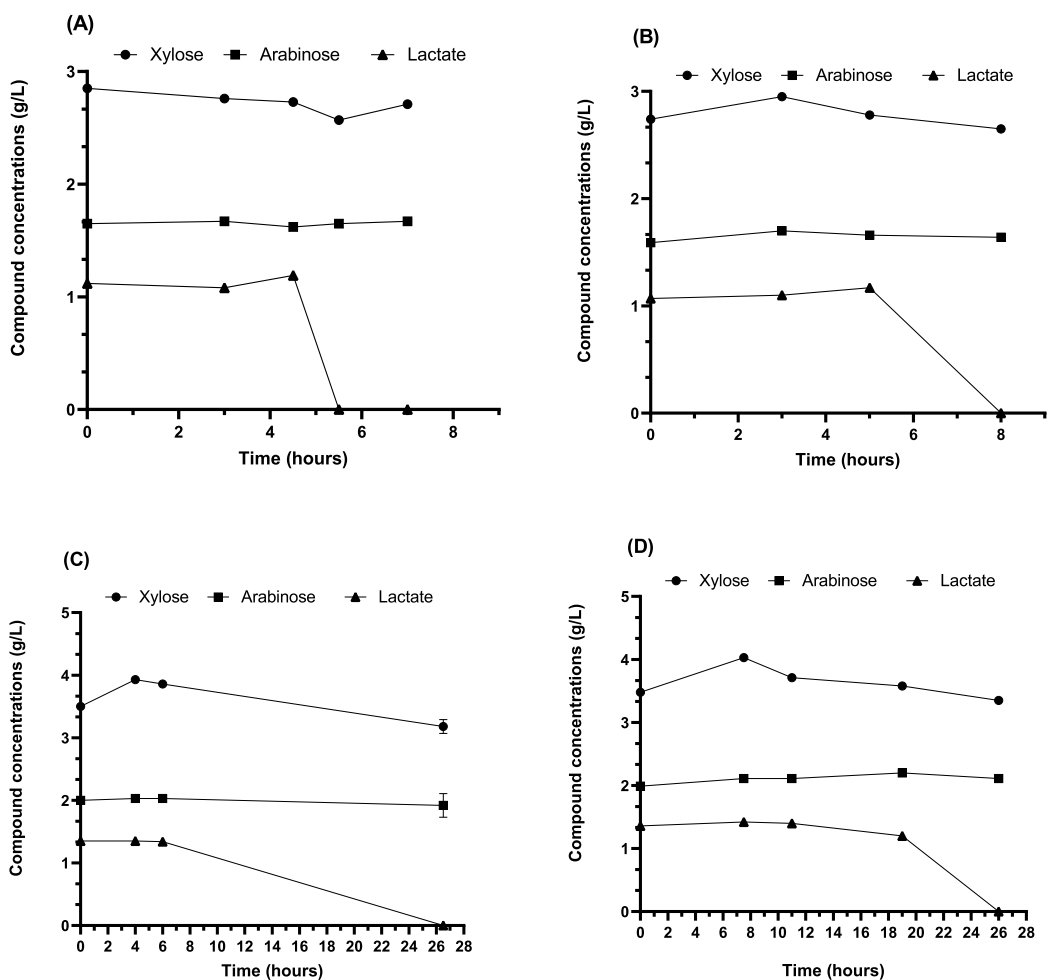 (A)
Xylose Arabinose Lactate
Compound concentrations (g/L)
3
2
1
0
0 2 4 6 8
Time (hours)
(B)
Xylose Arabinose Lactate
Compound concentrations (g/L)
3
2
1
0
0 2 4 6 8
Time (hours)
(C)
Xylose Arabinose Lactate
Compound concentrations (g/L)
5
4
3
2
1
0
0 2 4 6 8 10 12 14 16 18 20 22 24 26 28
Time (hours)
(D)
Xylose Arabinose Lactate
Compound concentrations (g/L)
5
4
3
2
1
0
0 2 4 6 8 10 12 14 16 18 20 22 24 26 28
Time (hours)